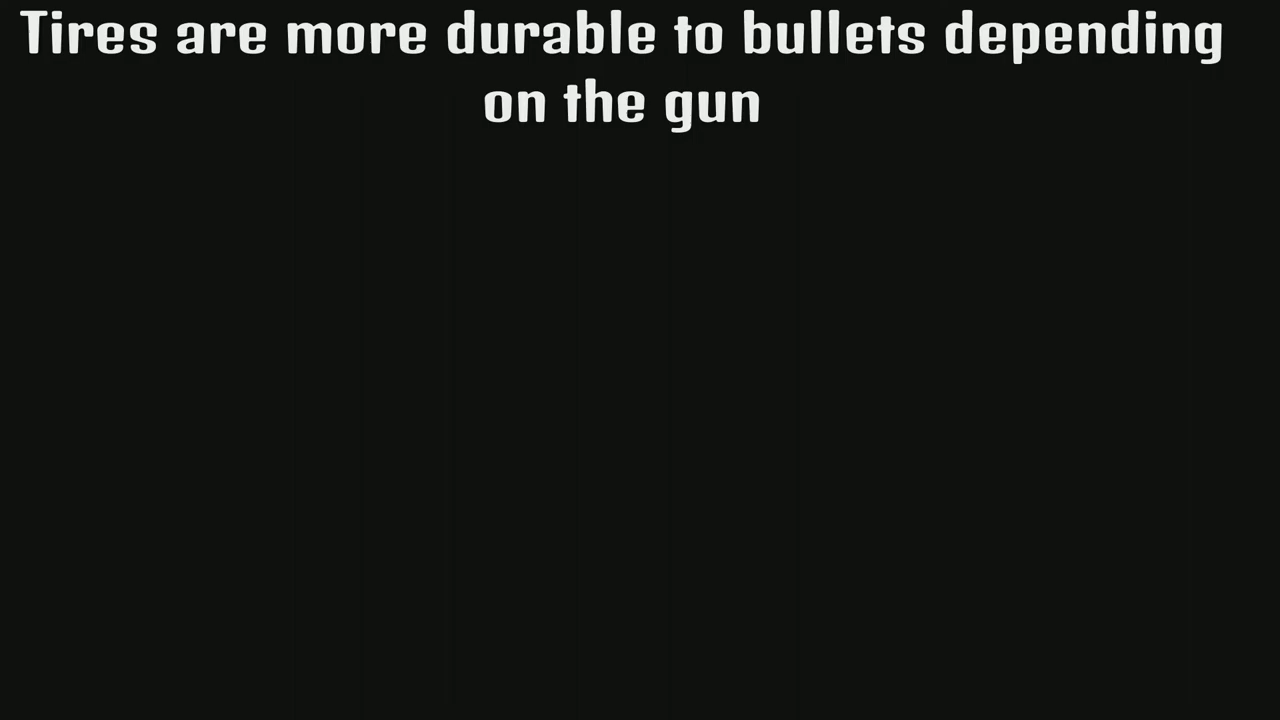 Tires are more durable to bullets depending
on the gun